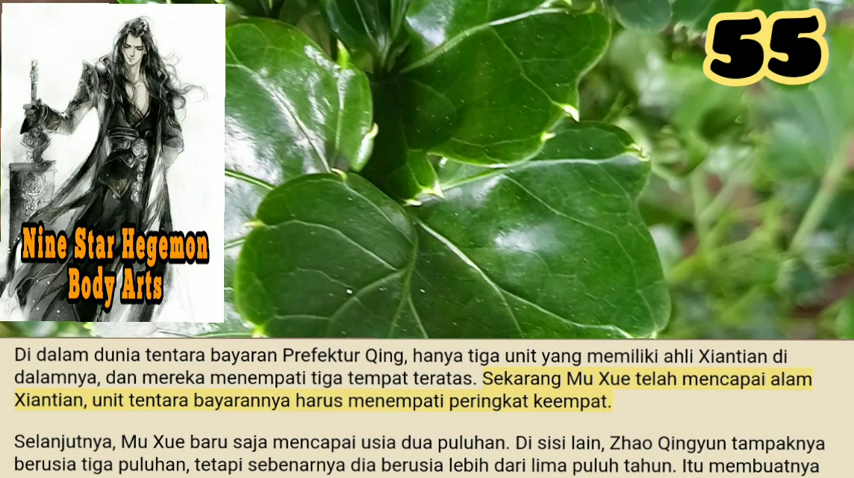 55
Nine Star Hegemon
Body Arts
Di dalam dunia tentara bayaran Prefektur Qing, hanya tiga unit yang memiliki ahli Xiantian di
dalamnya, dan mereka menempati tiga tempat teratas. Sekarang Mu Xue telah mencapai alam
Xiantian, unit tentara bayarannya harus menempati peringkat keempat.
Selanjutnya, Mu Xue baru saja mencapai usia dua puluhan. Di sisi lain, Zhao Qingyun tampaknya
berusia tiga puluhan, tetapi sebenarnya dia berusia lebih dari lima puluh tahun. Itu membuatnya